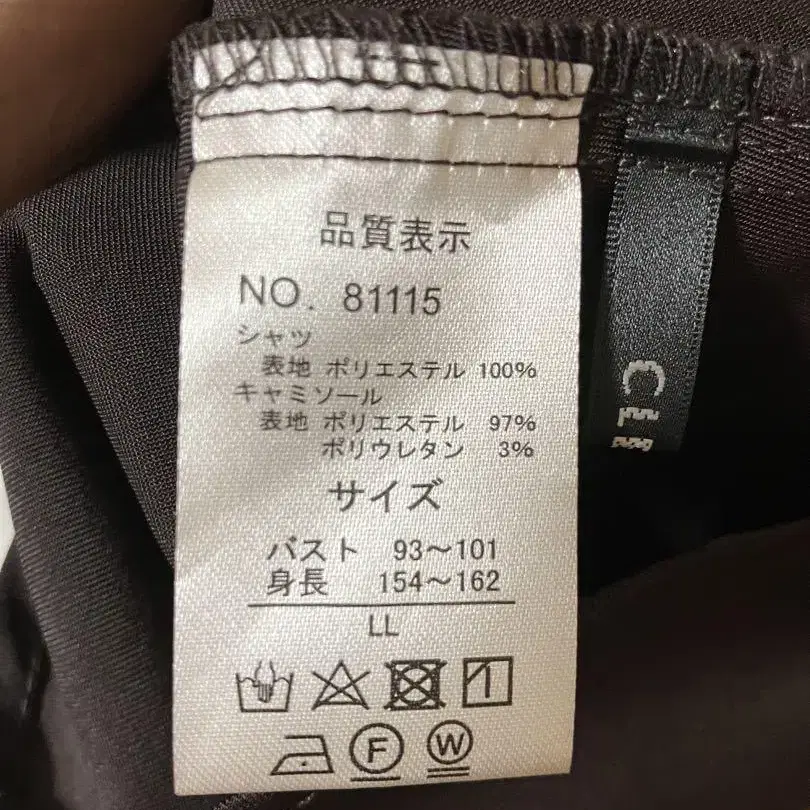 品質表示
NO. 81115
シャツ
表地 ポリエステル 100%
キャミソール
表地 ポリエステル 97%
ポリウレタン 3%
サイズ
バスト 93～101
身長 154～162
LL
F W
CLE